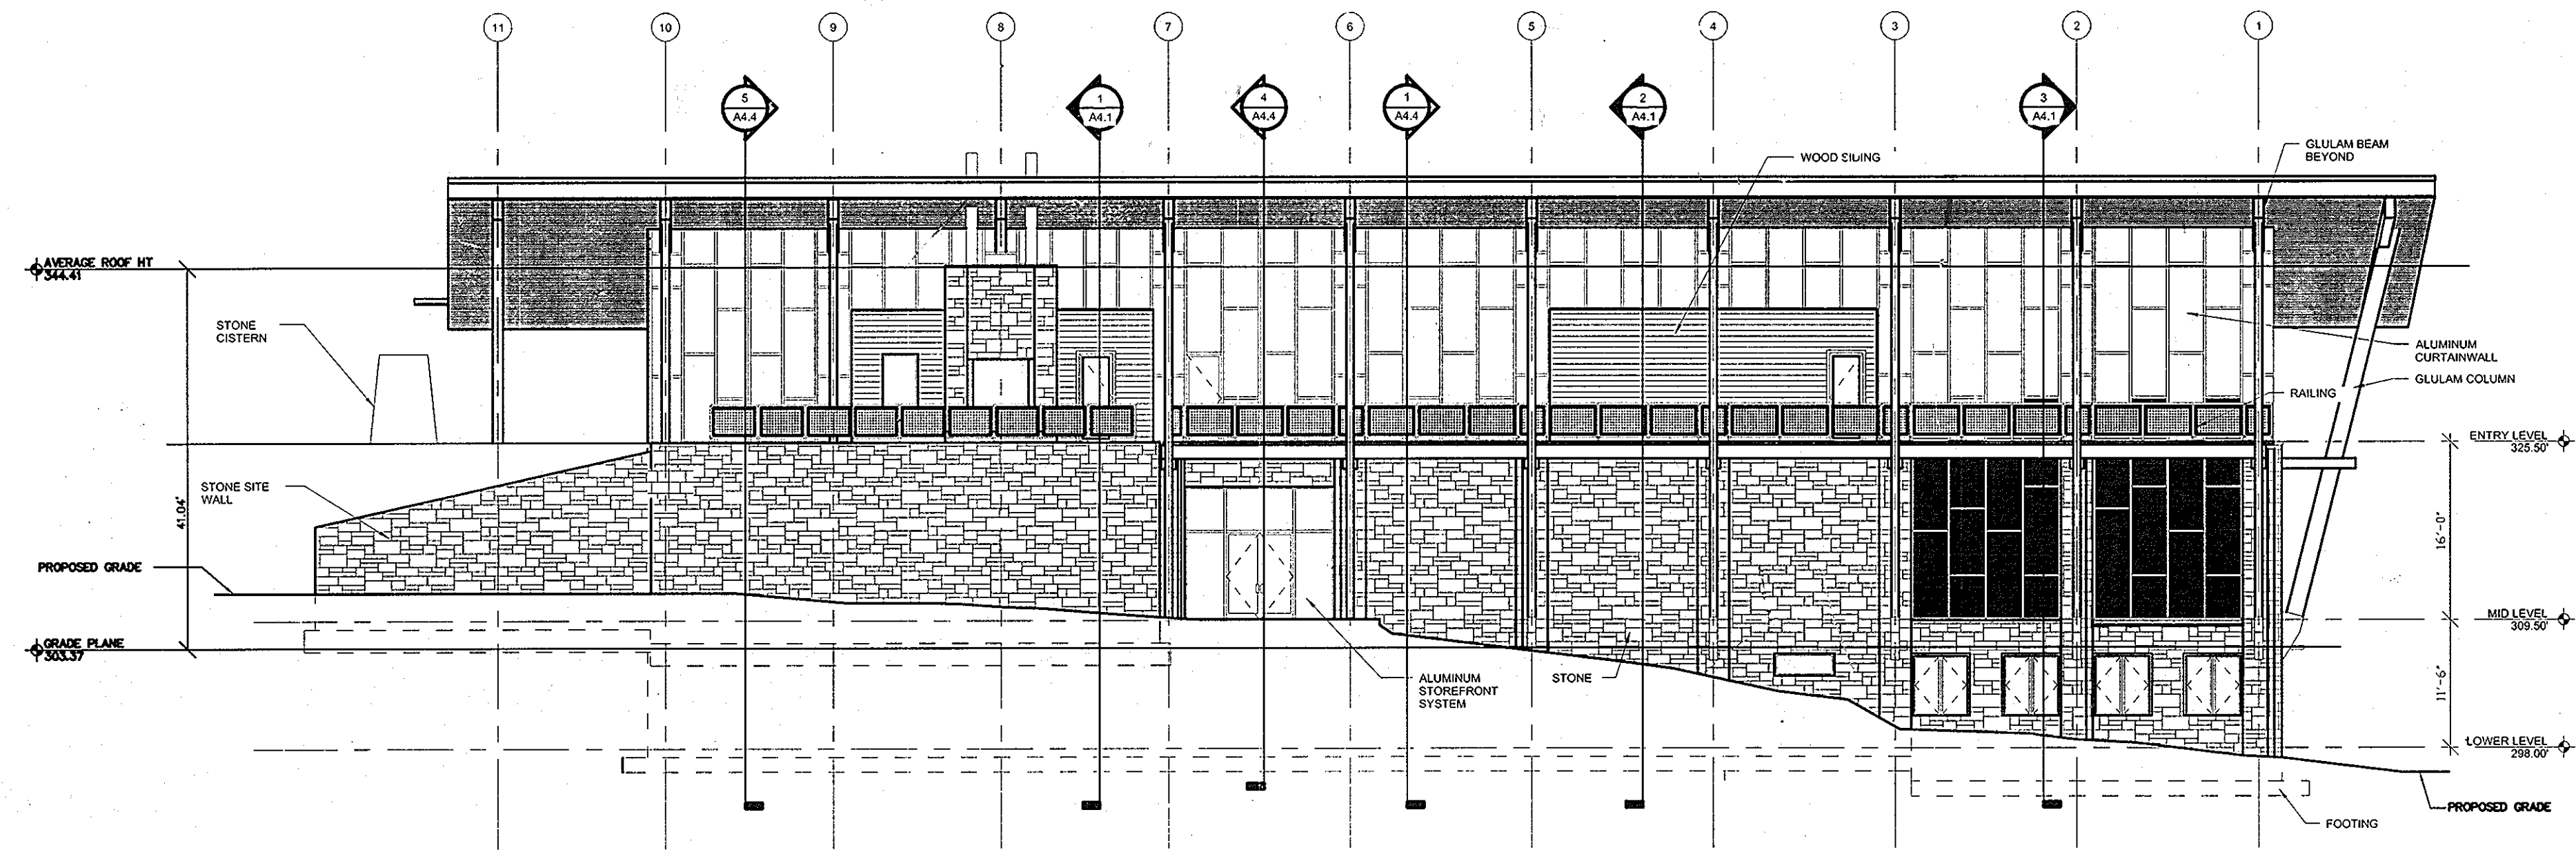 11 10 9 8 7 6 5 4 3 2 1
5
A4.4
1
A4.1
4
A4.4
1
A4.4
2
A4.1
3
A4.1
GLULAM BEAM
BEYOND
WOOD SIDING
AVERAGE ROOF HT
344.41
STONE
CISTERN
ALUMINUM
CURTAINWALL
GLULAM COLUMN
RAILING
ENTRY LEVEL
325.50'
STONE SITE
WALL
41.04'
16'-0"
PROPOSED GRADE
MID LEVEL
309.50'
GRADE PLANE
303.37
ALUMINUM
STOREFRONT
SYSTEM
STONE
11'-6"
LOWER LEVEL
298.00'
PROPOSED GRADE
FOOTING